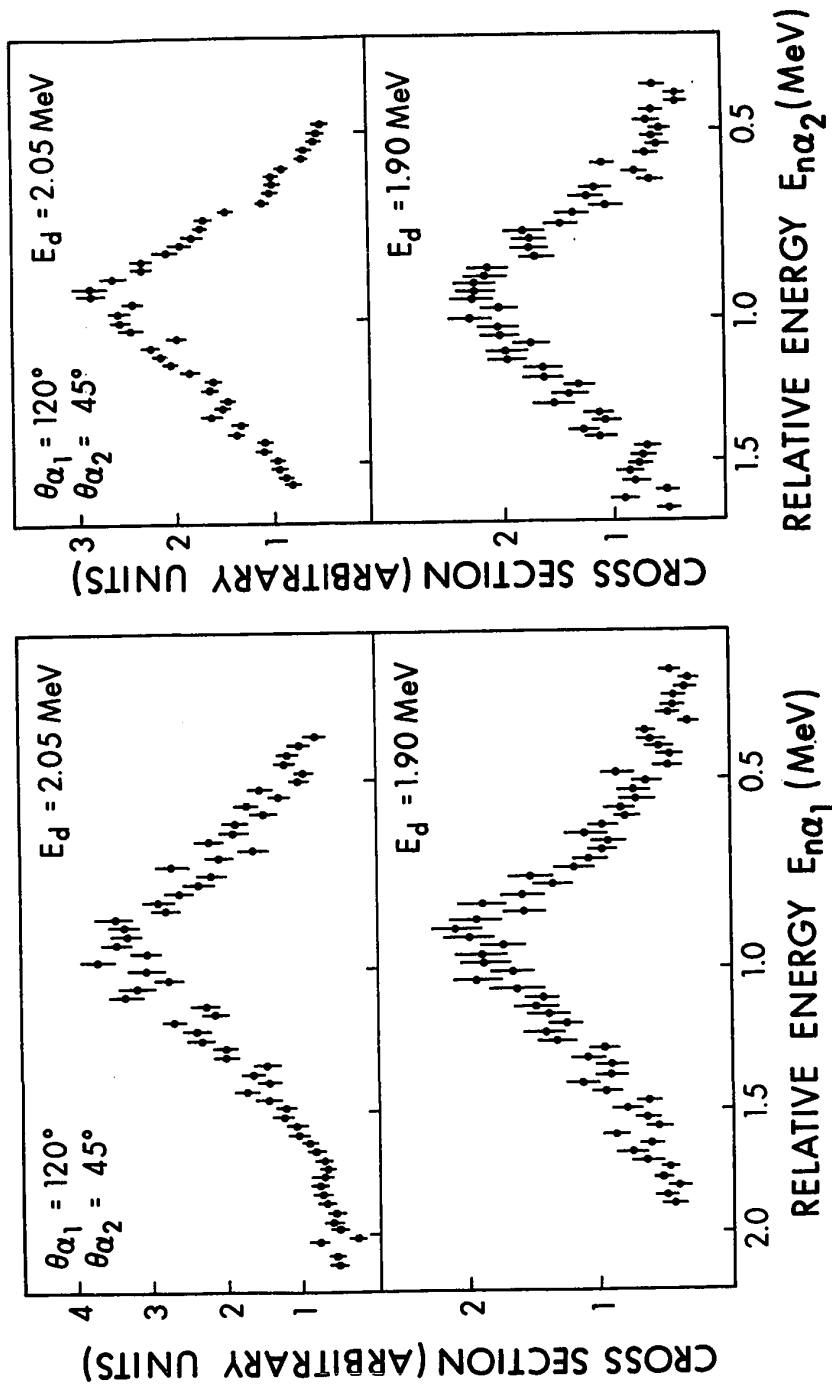 θα1 = 120°
θα2 = 45°
Ed = 2.05 MeV
4
3
2
1
Ed = 1.90 MeV
2
1
2.0
1.5
1.0
0.5
RELATIVE ENERGY Enα1 (MeV)
CROSS SECTION (ARBITRARY UNITS)
θα1 = 120°
θα2 = 45°
Ed = 2.05 MeV
3
2
1
Ed = 1.90 MeV
2
1
1.5
1.0
0.5
RELATIVE ENERGY Enα2 (MeV)
CROSS SECTION (ARBITRARY UNITS)